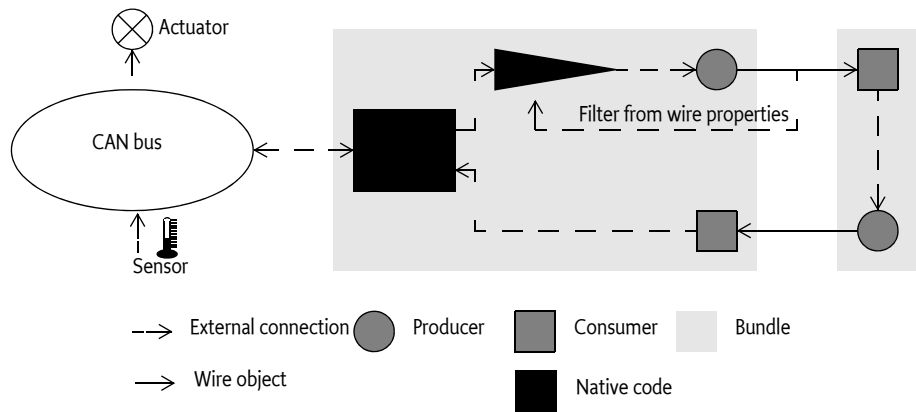 Actuator
CAN bus
Filter from wire properties
Sensor
External connection
Producer
Consumer
Bundle
Wire object
Native code